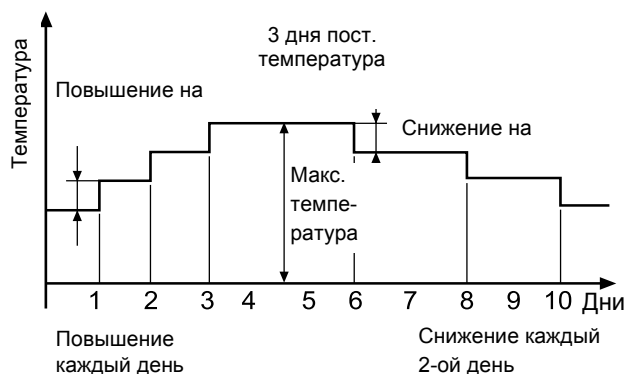 3 дня пост.
температура
Температура
Повышение на
Снижение на
Макс.
темпе-
ратура
1 2 3 4 5 6 7 8 9 10 Дни
Повышение
каждый день
Снижение каждый
2-ой день